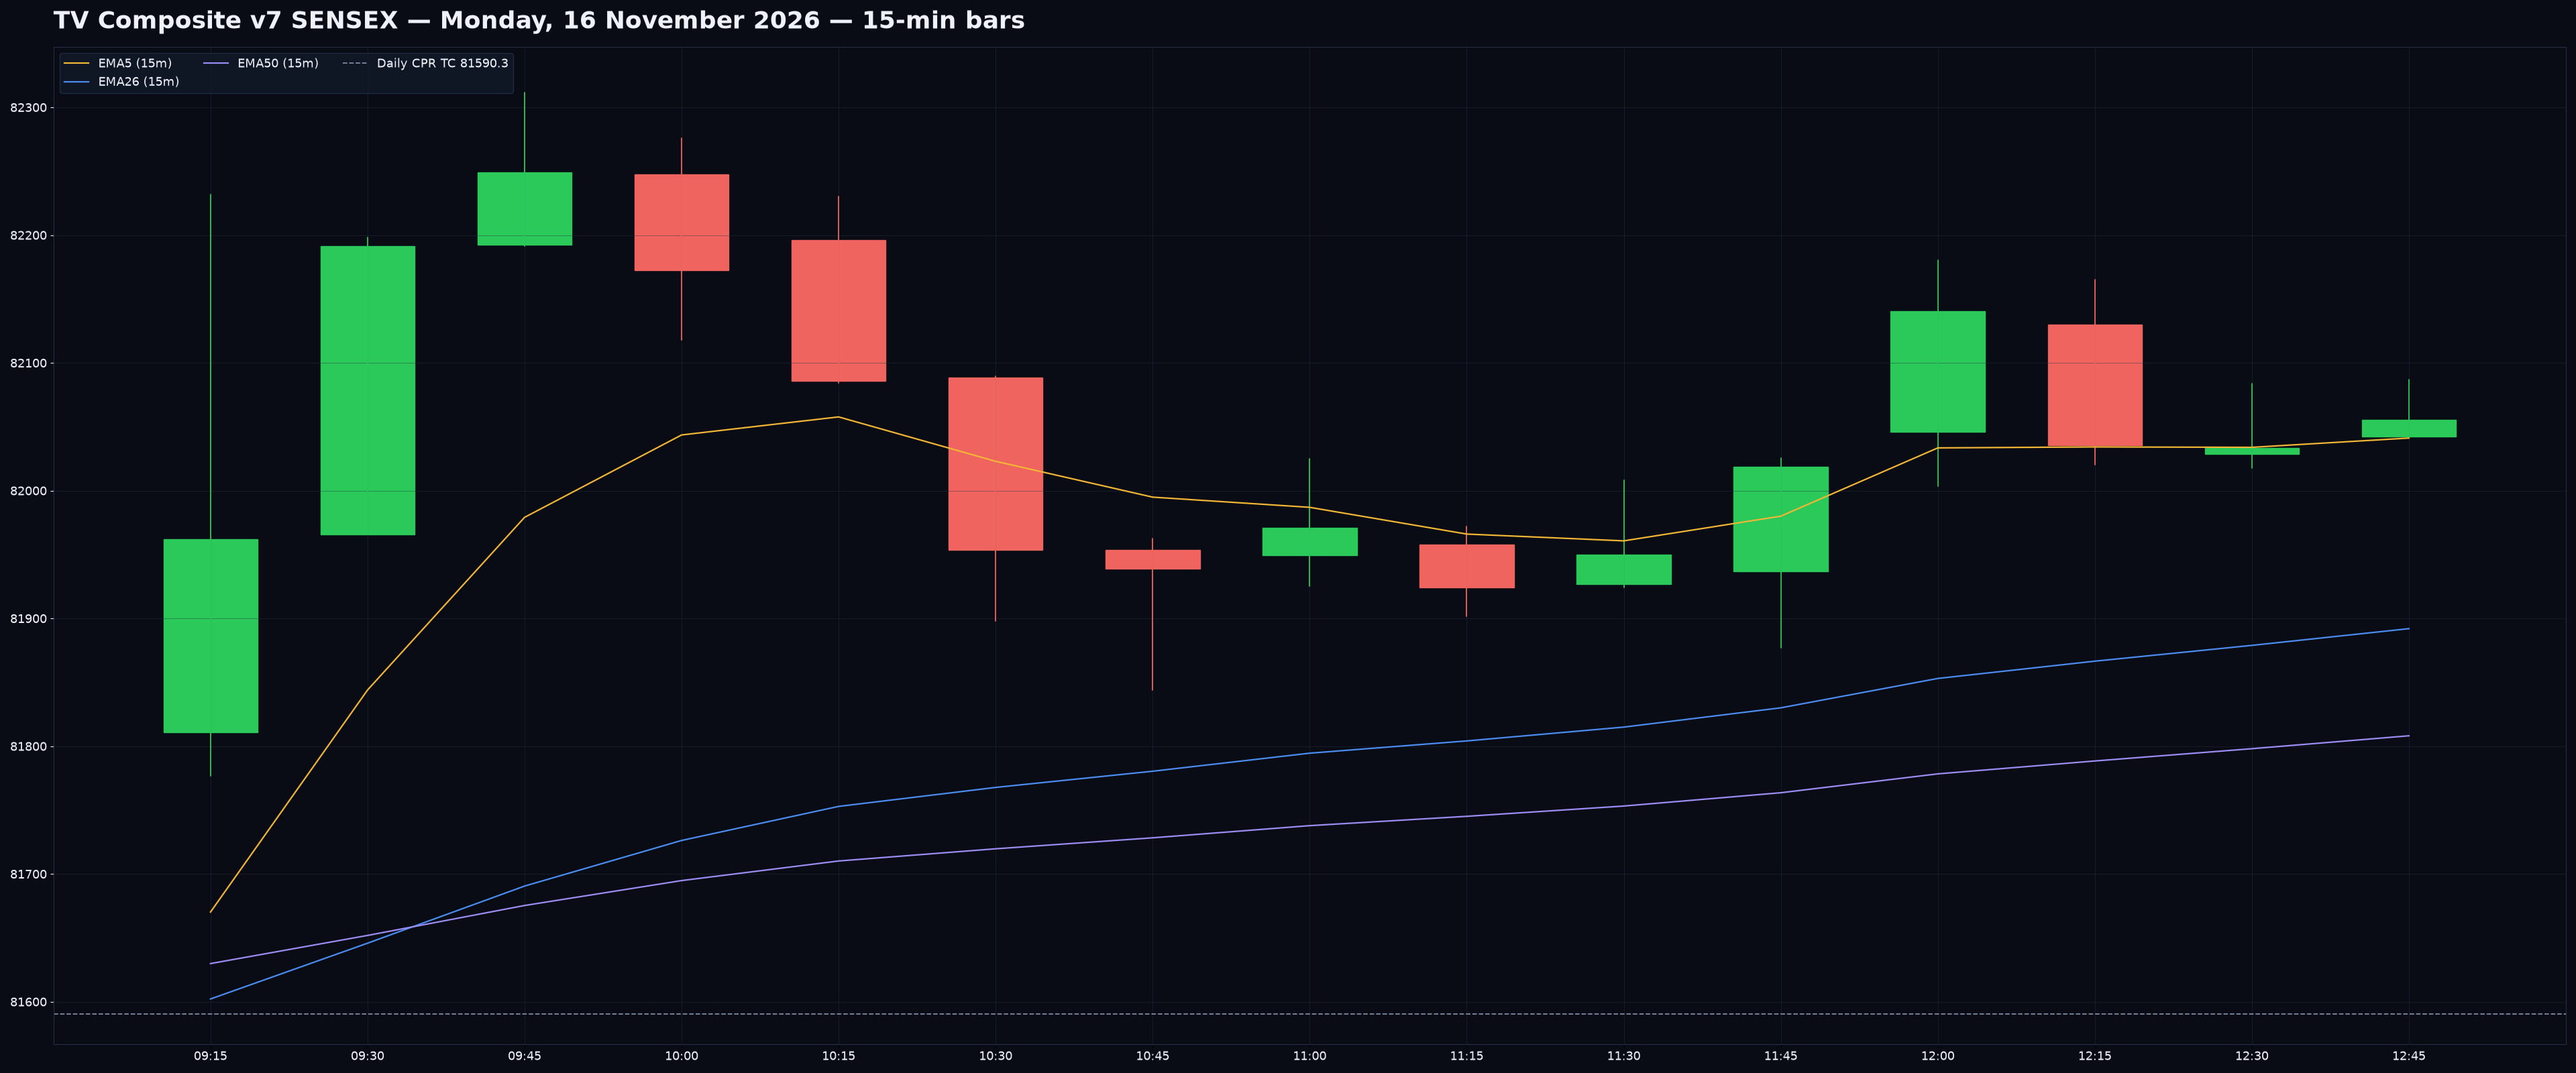 TV Composite v7 SENSEX — Monday, 16 November 2026 — 15-min bars
EMA5 (15m) EMA50 (15m) Daily CPR TC 81590.3
EMA26 (15m)
82300
82200
82100
82000
81900
81800
81700
81600
09:15 09:30 09:45 10:00 10:15 10:30 10:45 11:00 11:15 11:30 11:45 12:00 12:15 12:30 12:45